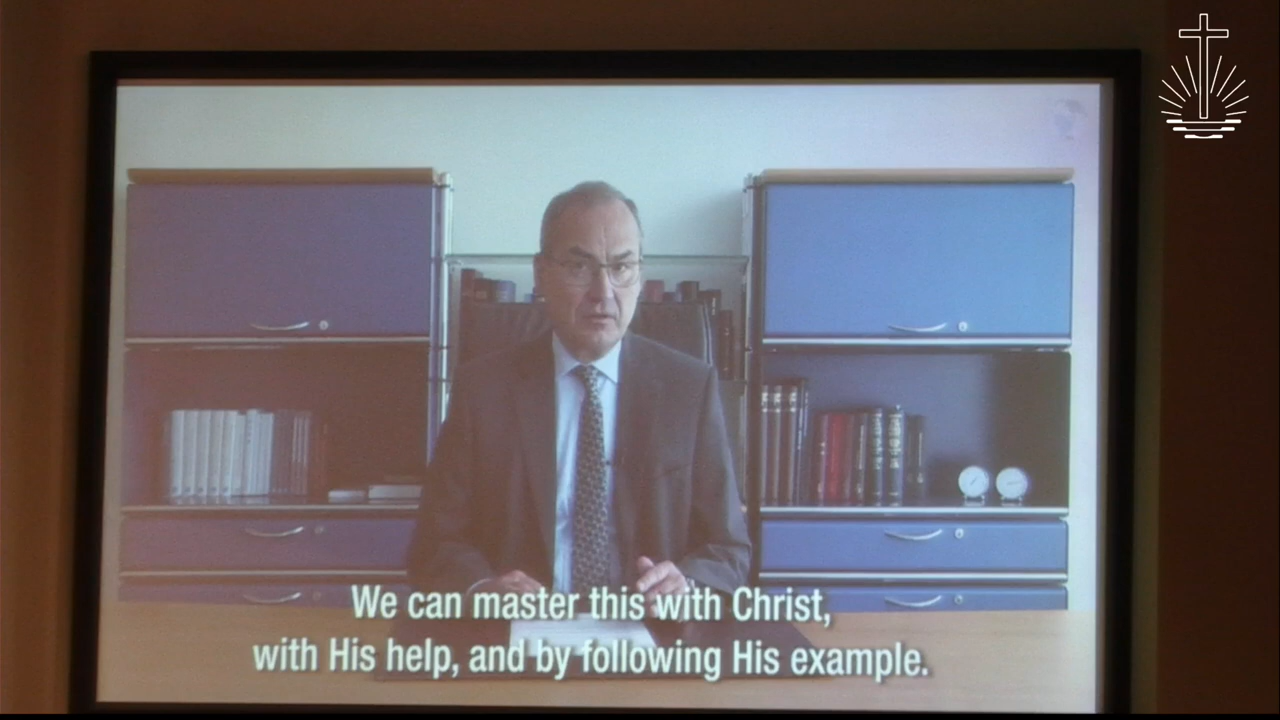 We can master this with Christ,
with His help, and by following His example.